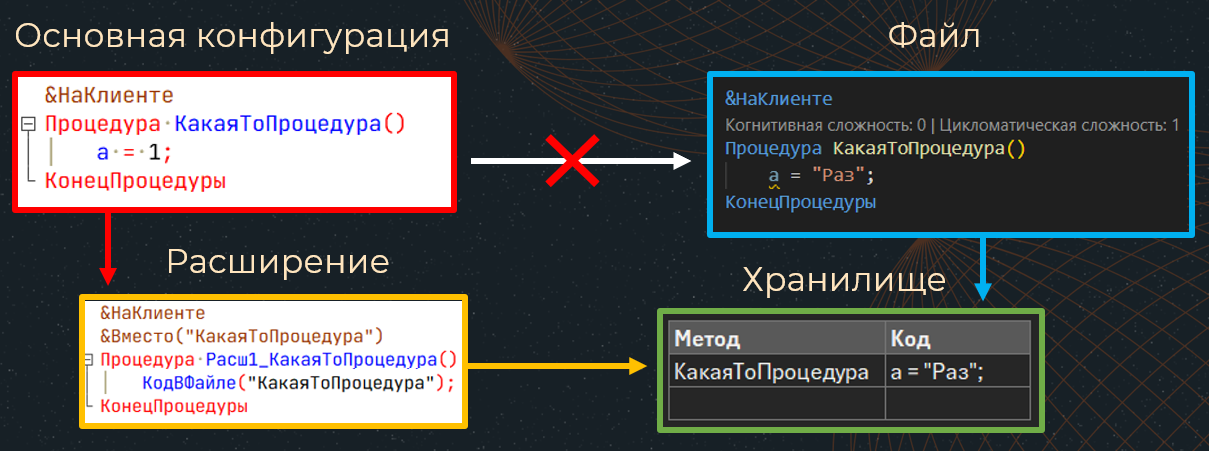 Основная конфигурация
&НаКлиенте
Процедура КакаяТоПроцедура()
а = 1;
КонецПроцедуры
Файл
&НаКлиенте
Когнитивная сложность: 0 | Цикломатическая сложность: 1
Процедура КакаяТоПроцедура()
а = "Раз";
КонецПроцедуры
Расширение
&НаКлиенте
&Вместо("КакаяТоПроцедура")
Процедура Расш1_КакаяТоПроцедура()
КодВФайле("КакаяТоПроцедура");
КонецПроцедуры
Хранилище
Метод Код
КакаяТоПроцедура а = "Раз";